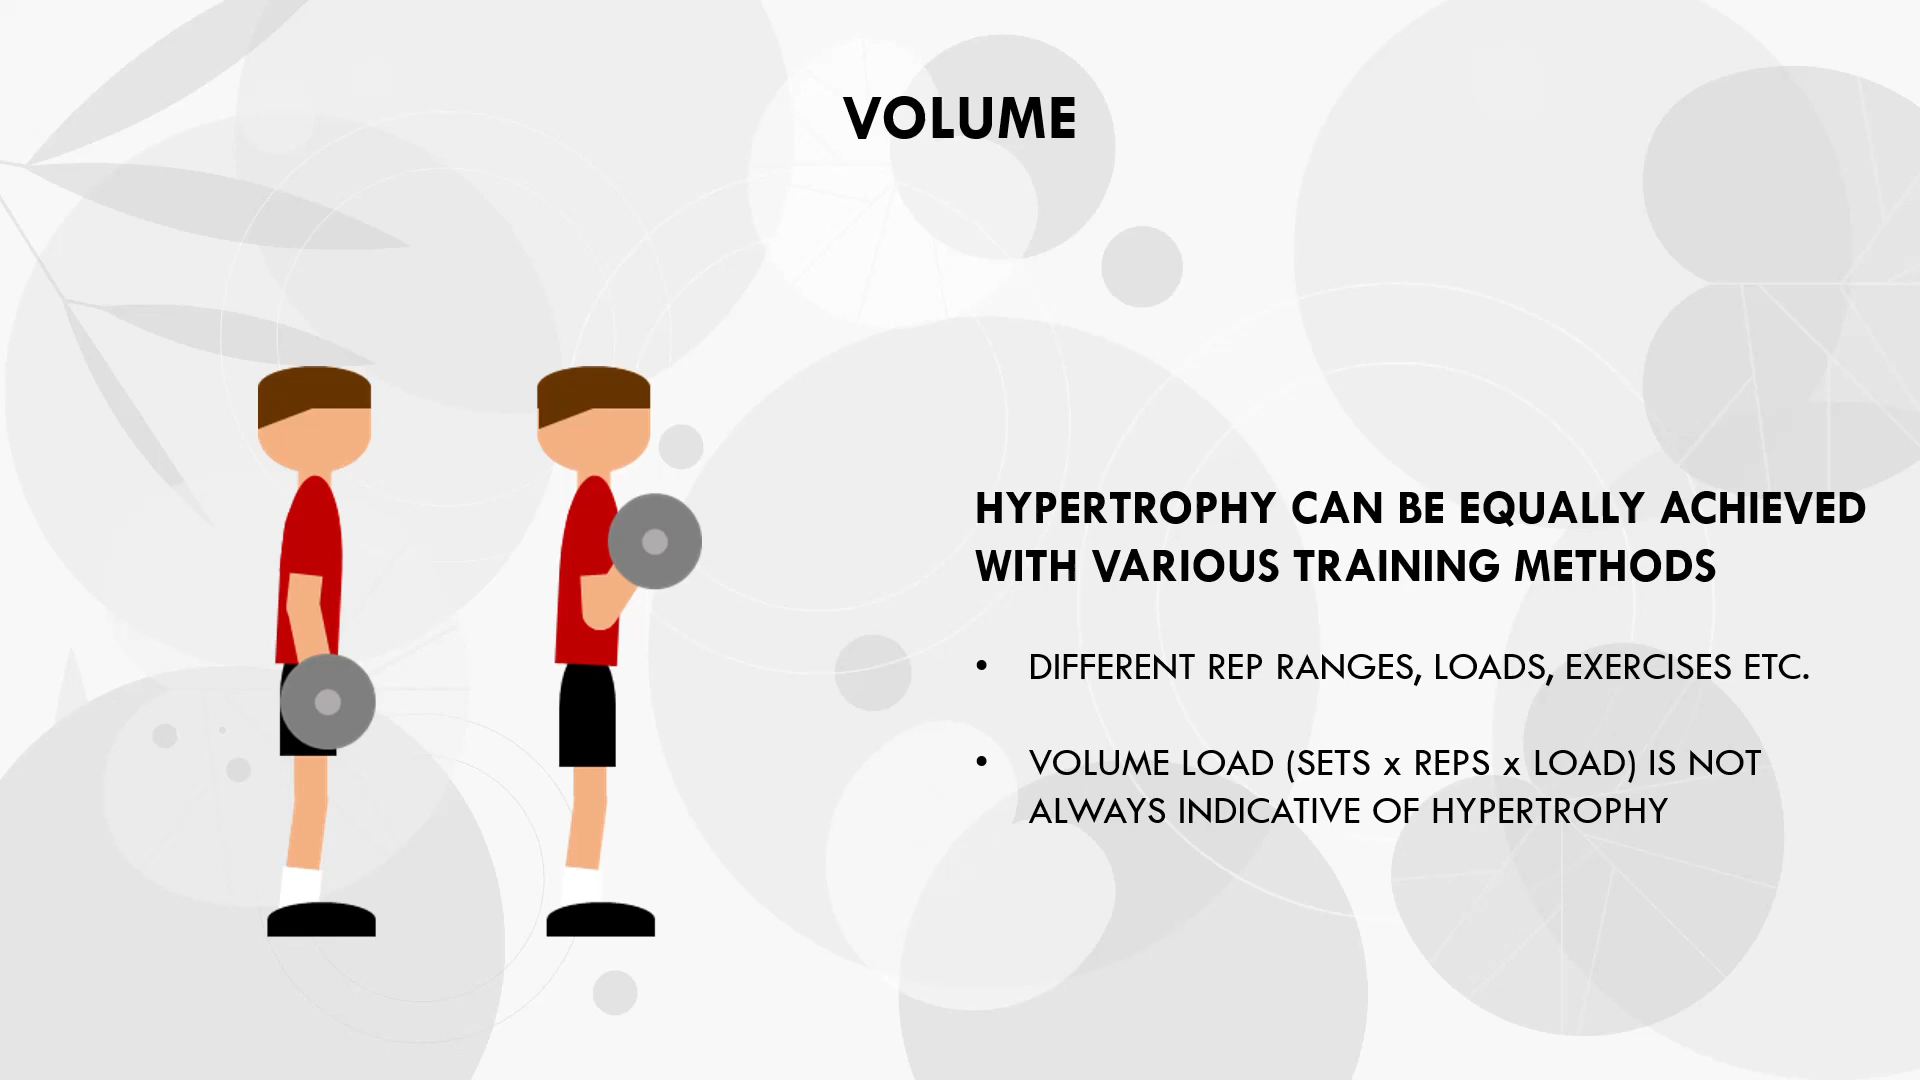 VOLUME
HYPERTROPHY CAN BE EQUALLY ACHIEVED
WITH VARIOUS TRAINING METHODS
• DIFFERENT REP RANGES, LOADS, EXERCISES ETC.
• VOLUME LOAD (SETS x REPS x LOAD) IS NOT
ALWAYS INDICATIVE OF HYPERTROPHY